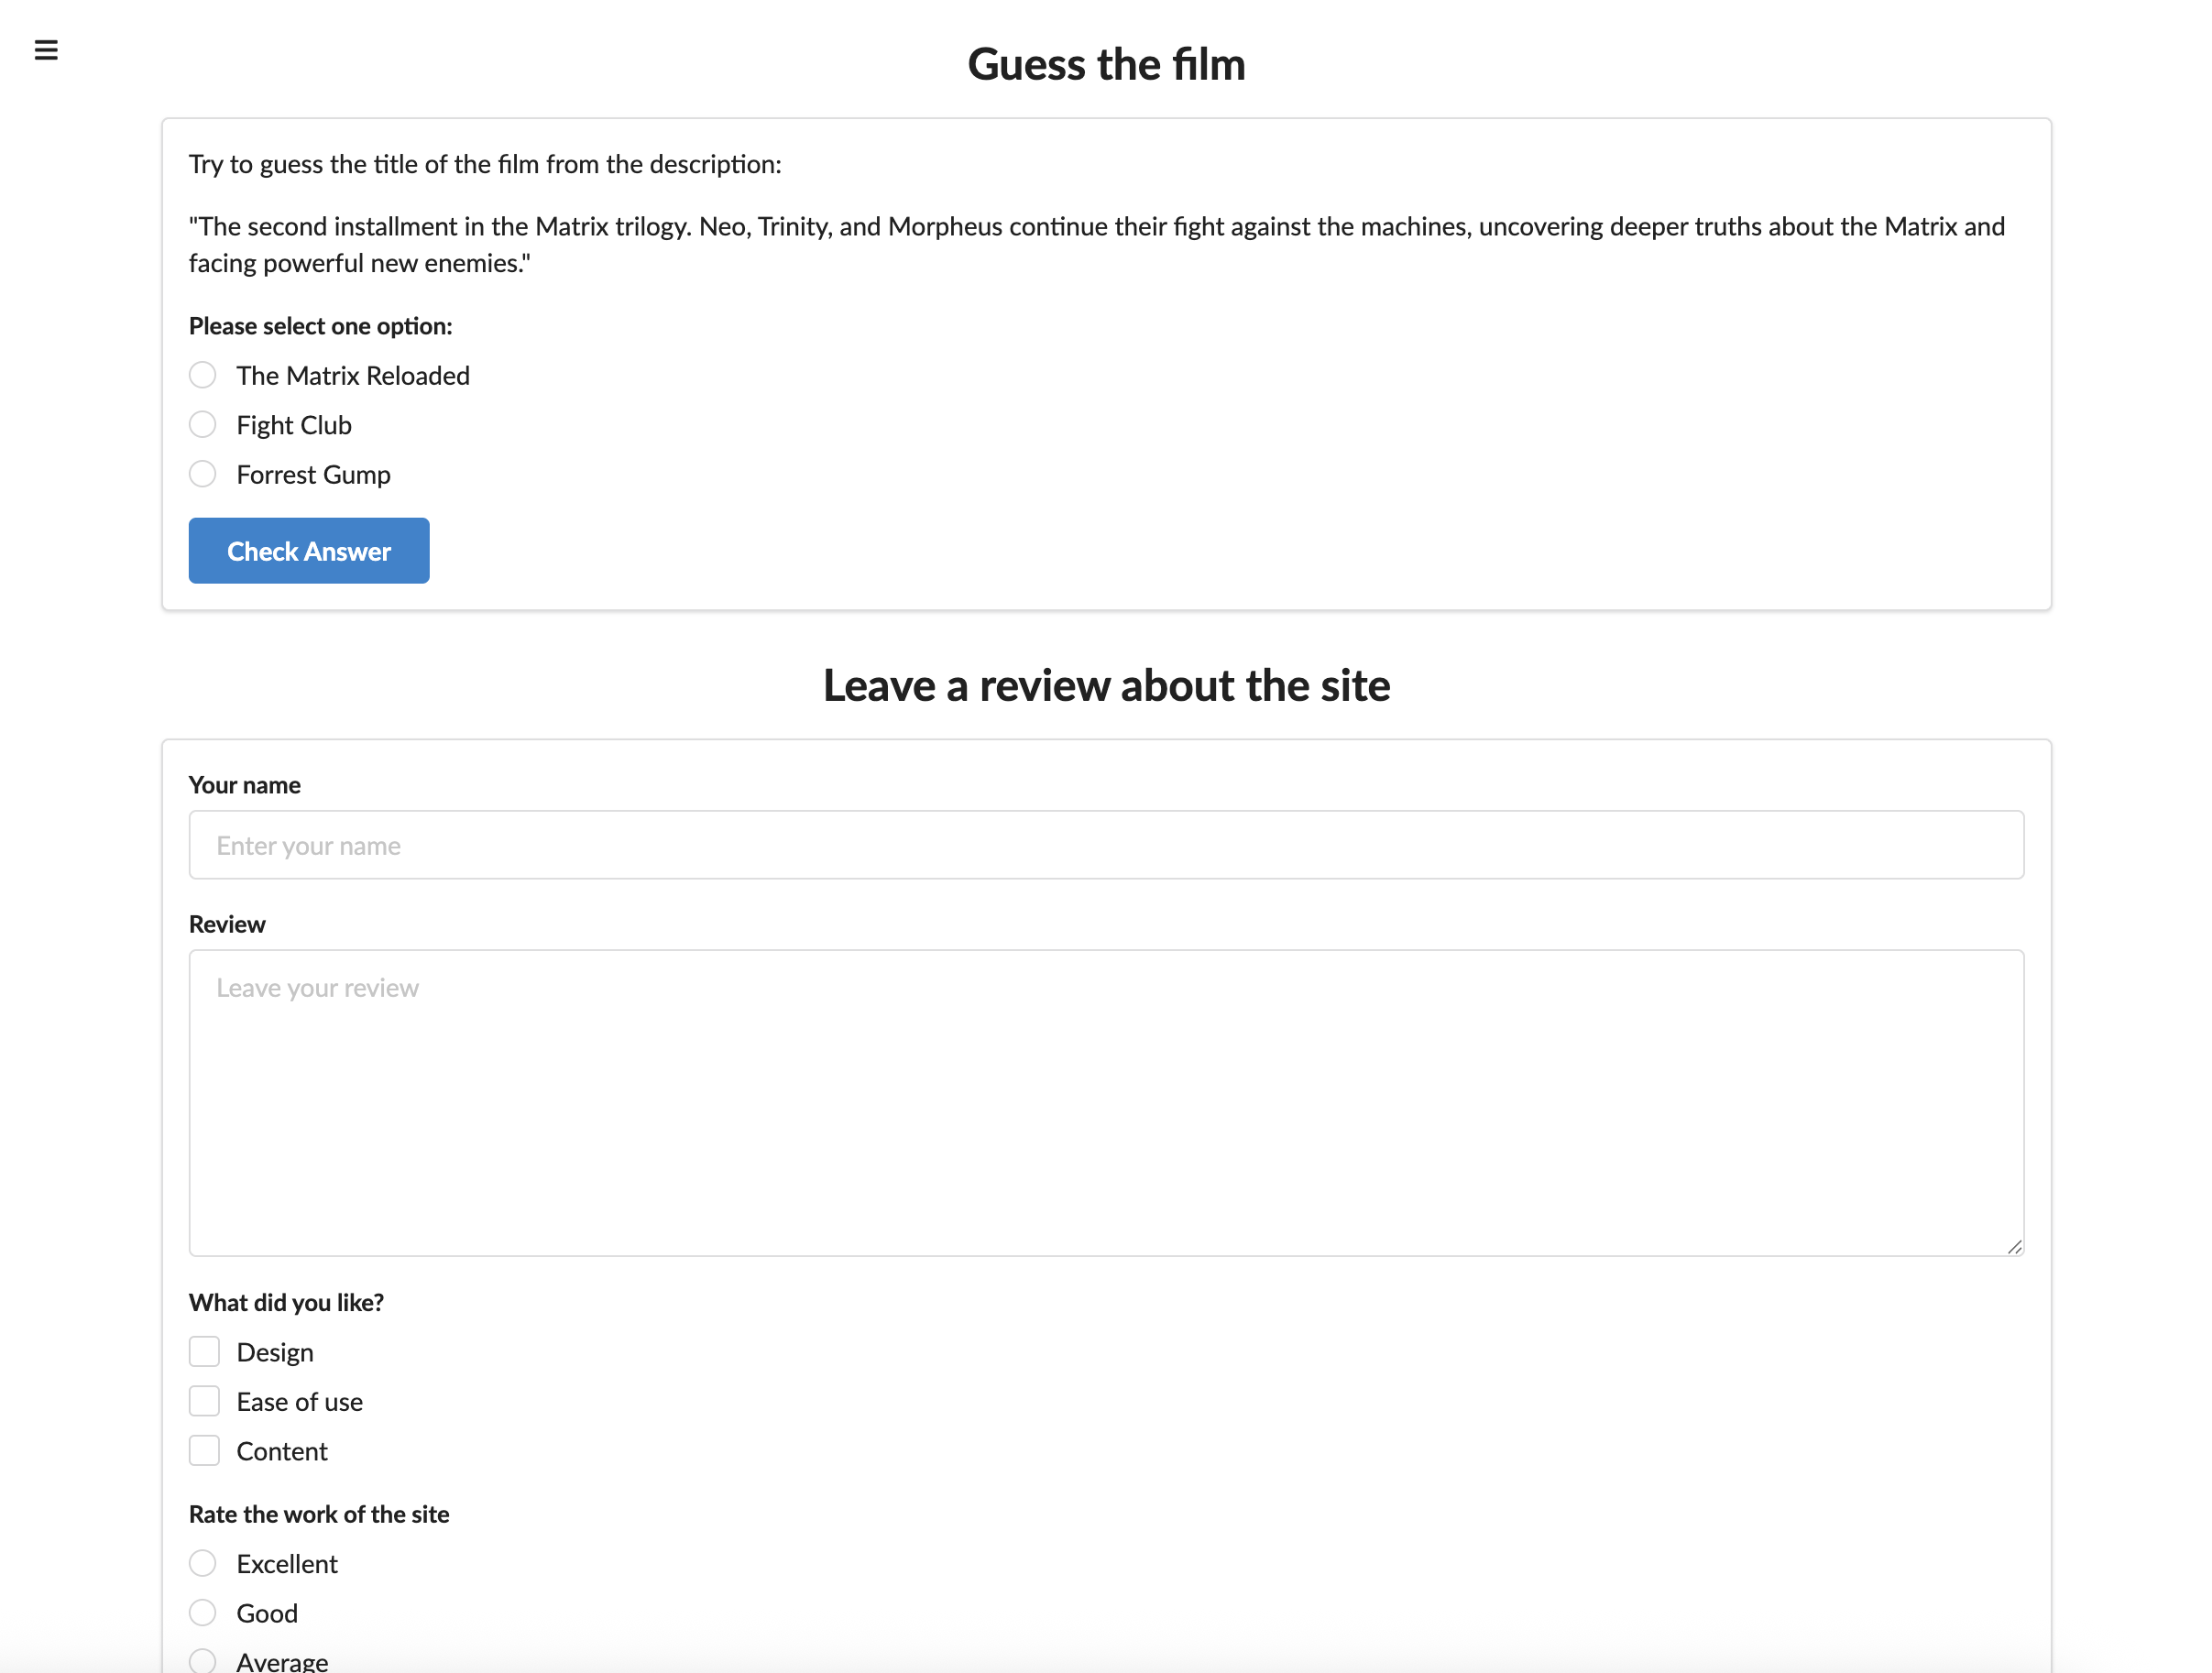 Guess the film
Try to guess the title of the film from the description:
"The second installment in the Matrix trilogy. Neo, Trinity, and Morpheus continue their fight against the machines, uncovering deeper truths about the Matrix and
facing powerful new enemies."
Please select one option:
The Matrix Reloaded
Fight Club
Forrest Gump
Check Answer
Leave a review about the site
Your name
Enter your name
Review
Leave your review
What did you like?
Design
Ease of use
Content
Rate the work of the site
Excellent
Good
Average